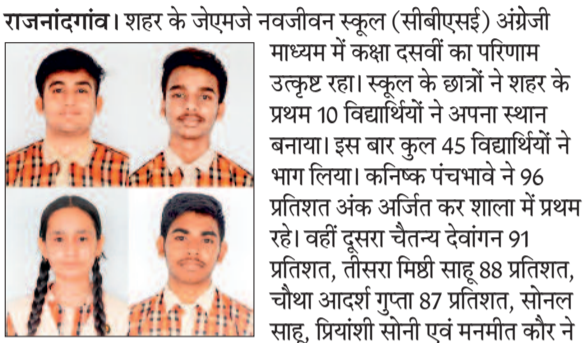 राजनांदगांव। शहर के जेएमजे नवजीवन स्कूल (सीबीएसई) अंग्रेजी
माध्यम में कक्षा दसवीं का परिणाम
उत्कृष्ट रहा। स्कूल के छात्रों ने शहर के
प्रथम 10 विद्यार्थियों ने अपना स्थान
बनाया। इस बार कुल 45 विद्यार्थियों ने
भाग लिया। कनिष्क पंचभावे ने 96
प्रतिशत अंक अर्जित कर शाला में प्रथम
रहे। वहीं दूसरा चैतन्य देवांगन 91
प्रतिशत, तीसरा मिष्ठी साहू 88 प्रतिशत,
चौथा आदर्श गुप्ता 87 प्रतिशत, सोनल
साहू, प्रियांशी सोनी एवं मनमीत कौर ने